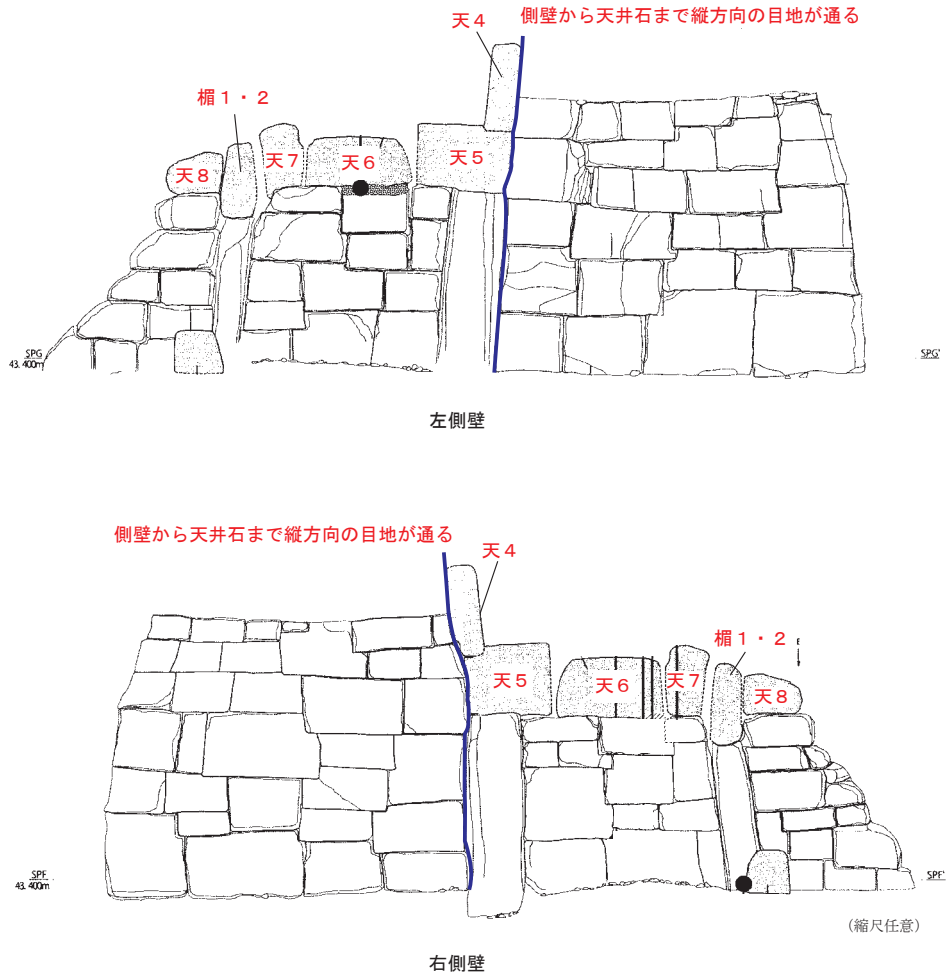 側壁から天井石まで縦方向の目地が通る
天４
楣１・２
天７
天６
天５
天８
SPG
43.400m
SPG'
左側壁
側壁から天井石まで縦方向の目地が通る
天４
楣１・２
天５
天６
天７
天８
SPF
43.400m
SPF'
（縮尺任意）
右側壁